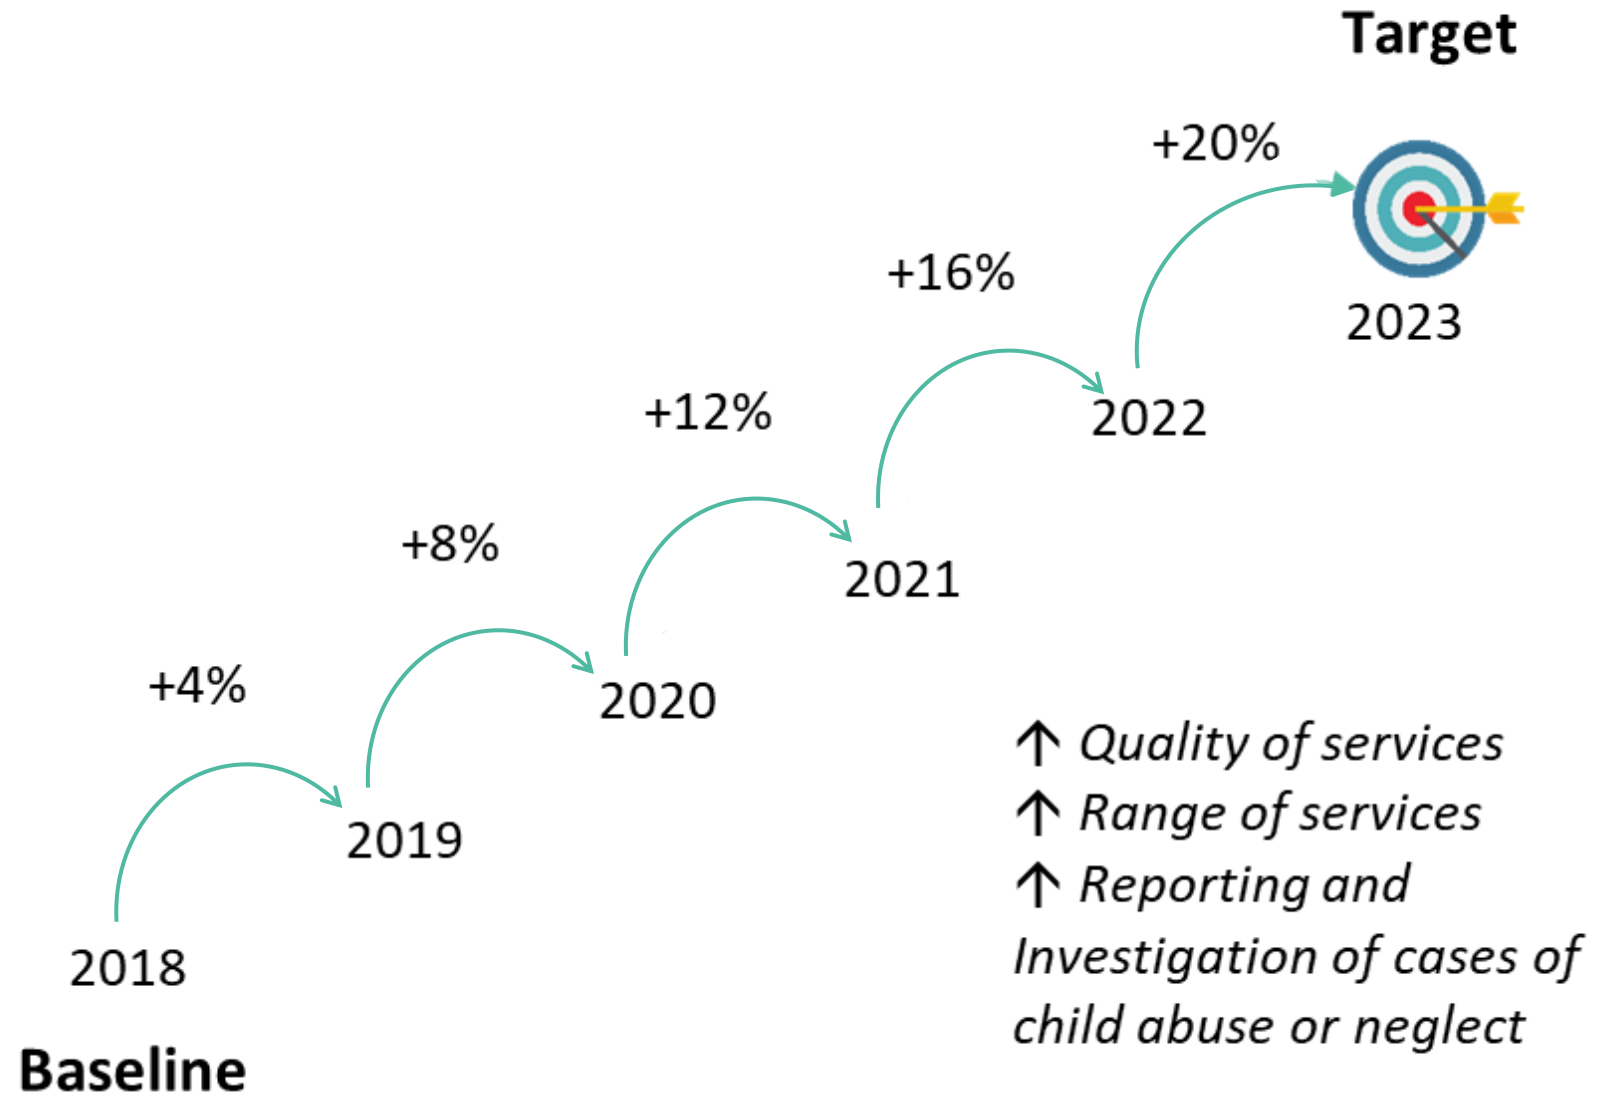 Target
+20%
2023
+16%
2022
+12%
2021
+8%
2020
+4%
2019
2018
Baseline
↑ Quality of services
↑ Range of services
↑ Reporting and
Investigation of cases of
child abuse or neglect